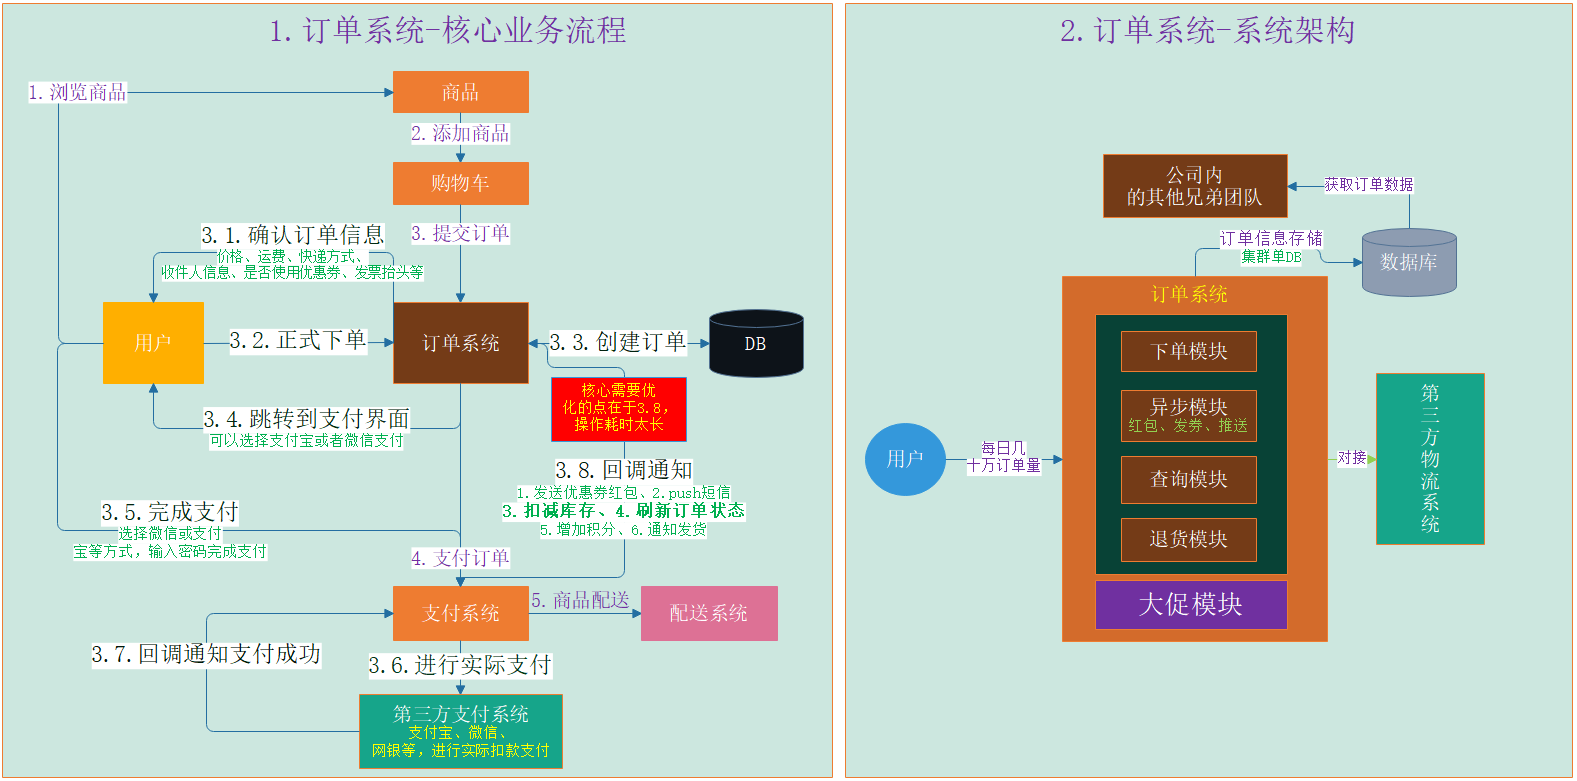 1.订单系统-核心业务流程
1.浏览商品
商品
2.添加商品
购物车
3.提交订单
3.1.确认订单信息
价格、运费、快递方式、
收件人信息、是否使用优惠券、发票抬头等
用户
3.2.正式下单
订单系统
3.3.创建订单
DB
核心需要优
化的点在于3.8,
操作耗时太长
3.4.跳转到支付界面
可以选择支付宝或者微信支付
3.8.回调通知
1.发送优惠券红包、2.push短信
3.扣减库存、4.刷新订单状态
5.增加积分、6.通知发货
3.5.完成支付
选择微信或支付
宝等方式，输入密码完成支付
4.支付订单
支付系统
5.商品配送
配送系统
3.7.回调通知支付成功
3.6.进行实际支付
第三方支付系统
支付宝、微信、
网银等，进行实际扣款支付
2.订单系统-系统架构
公司内
的其他兄弟团队
获取订单数据
订单信息存储
集群单DB
数据库
订单系统
下单模块
异步模块
红包、发券、推送
查询模块
退货模块
大促模块
用户
每日几
十万订单量
对接
第三方物流系统